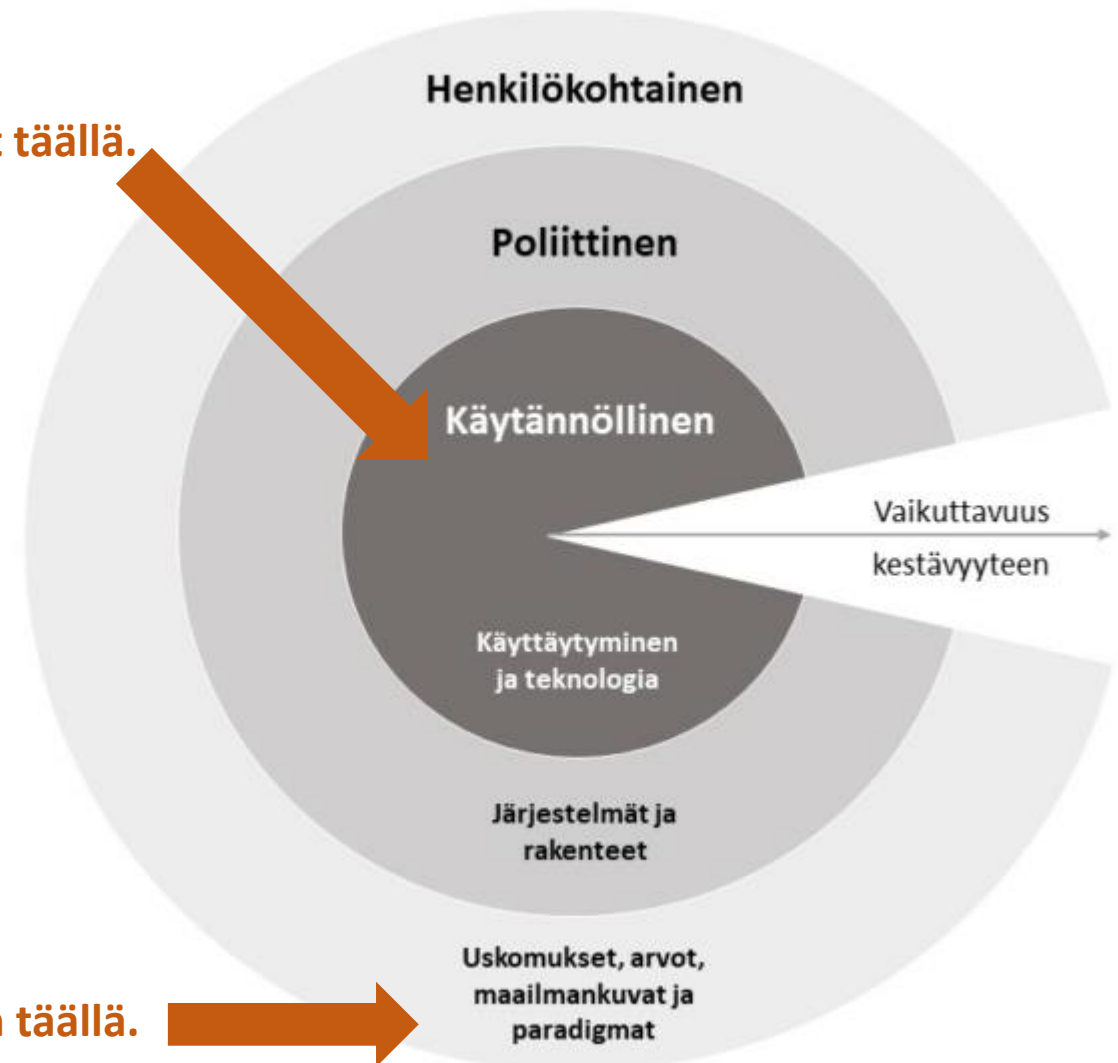 Henkilökohtainen
täällä.
Poliittinen
Käytännöllinen
Vaikuttavuus
kestävyyteen
Käyttäytyminen
ja teknologia
Järjestelmät ja
rakenteet
Uskomukset, arvot,
maailmankuvat ja
paradigmat
täällä.